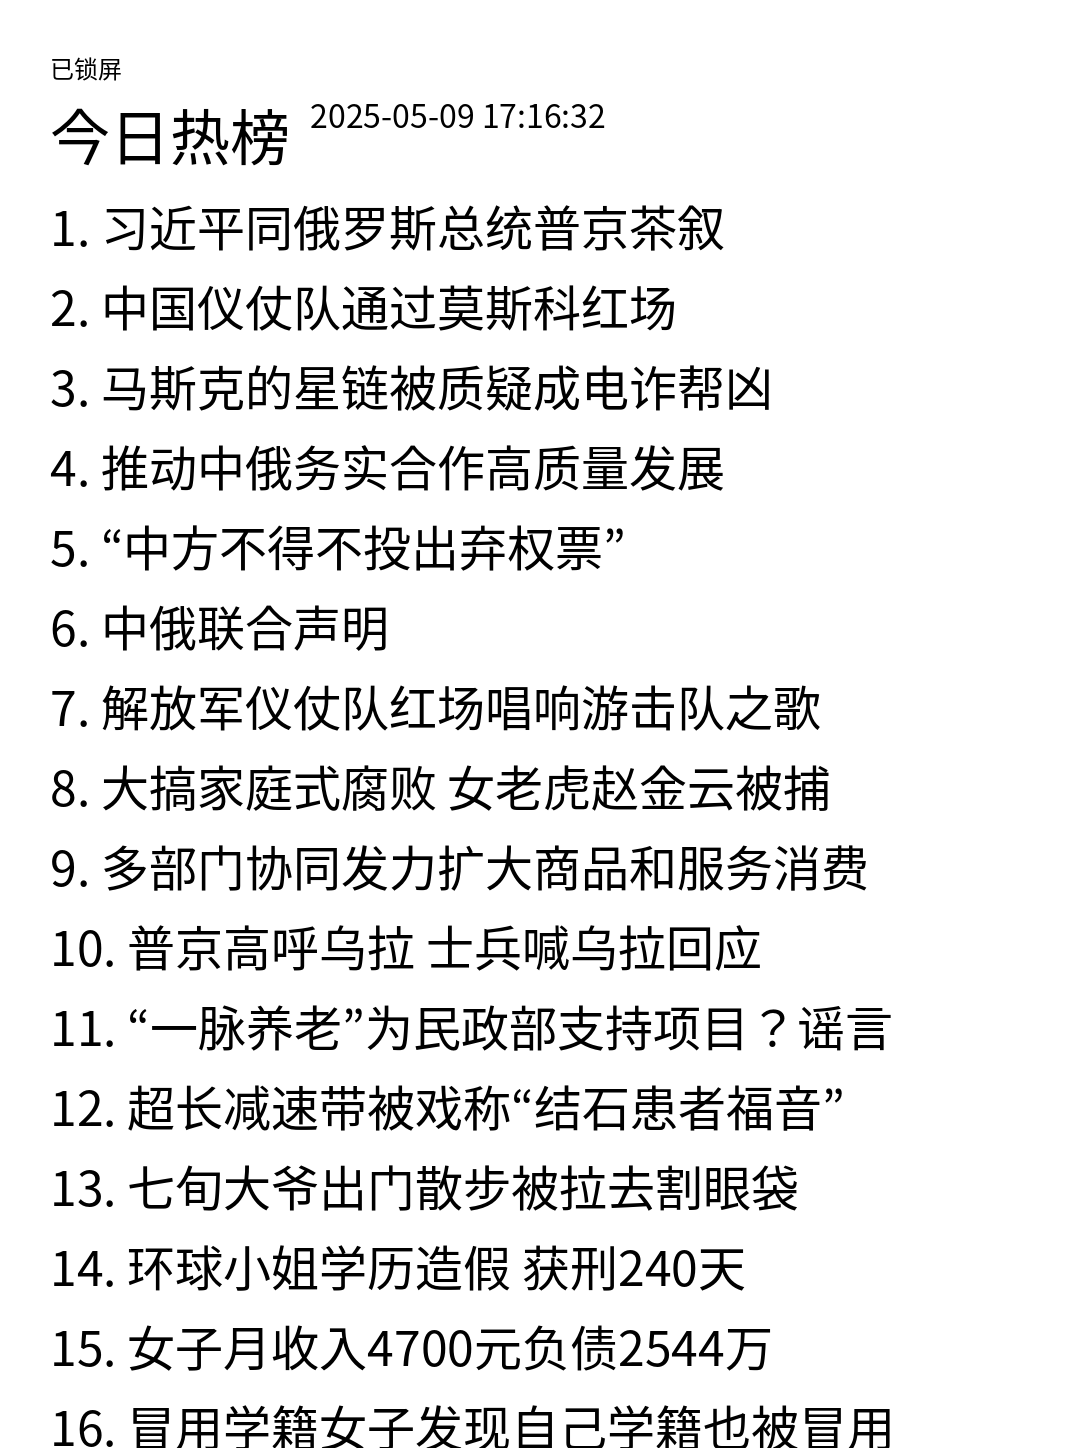 已锁屏
今日热榜 2025-05-09 17:16:32
1. 习近平同俄罗斯总统普京茶叙
2. 中国仪仗队通过莫斯科红场
3. 马斯克的星链被质疑成电诈帮凶
4. 推动中俄务实合作高质量发展
5. “中方不得不投出弃权票”
6. 中俄联合声明
7. 解放军仪仗队红场唱响游击队之歌
8. 大搞家庭式腐败 女老虎赵金云被捕
9. 多部门协同发力扩大商品和服务消费
10. 普京高呼乌拉 士兵喊乌拉回应
11. “一脉养老”为民政部支持项目？谣言
12. 超长减速带被戏称“结石患者福音”
13. 七旬大爷出门散步被拉去割眼袋
14. 环球小姐学历造假 获刑240天
15. 女子月收入4700元负债2544万
16. 冒用学籍女子发现自己学籍也被冒用